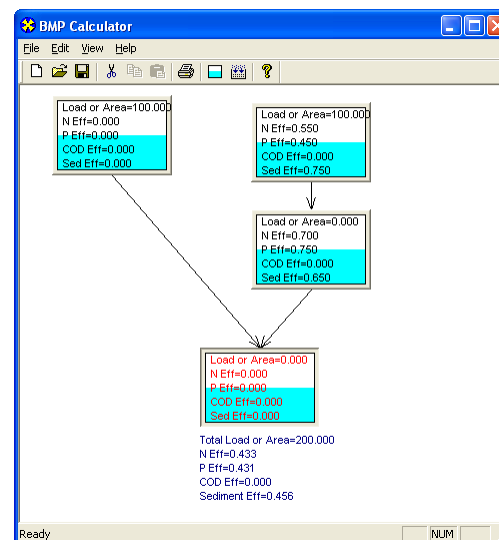 BMP Calculator
File Edit View Help
Load or Area=100.000
N Eff=0.000
P Eff=0.000
COD Eff=0.000
Sed Eff=0.000
Load or Area=100.000
N Eff=0.550
P Eff=0.450
COD Eff=0.000
Sed Eff=0.750
Load or Area=0.000
N Eff=0.700
P Eff=0.750
COD Eff=0.000
Sed Eff=0.650
Load or Area=0.000
N Eff=0.000
P Eff=0.000
COD Eff=0.000
Sed Eff=0.000
Total Load or Area=200.000
N Eff=0.433
P Eff=0.431
COD Eff=0.000
Sediment Eff=0.456
Ready NUM